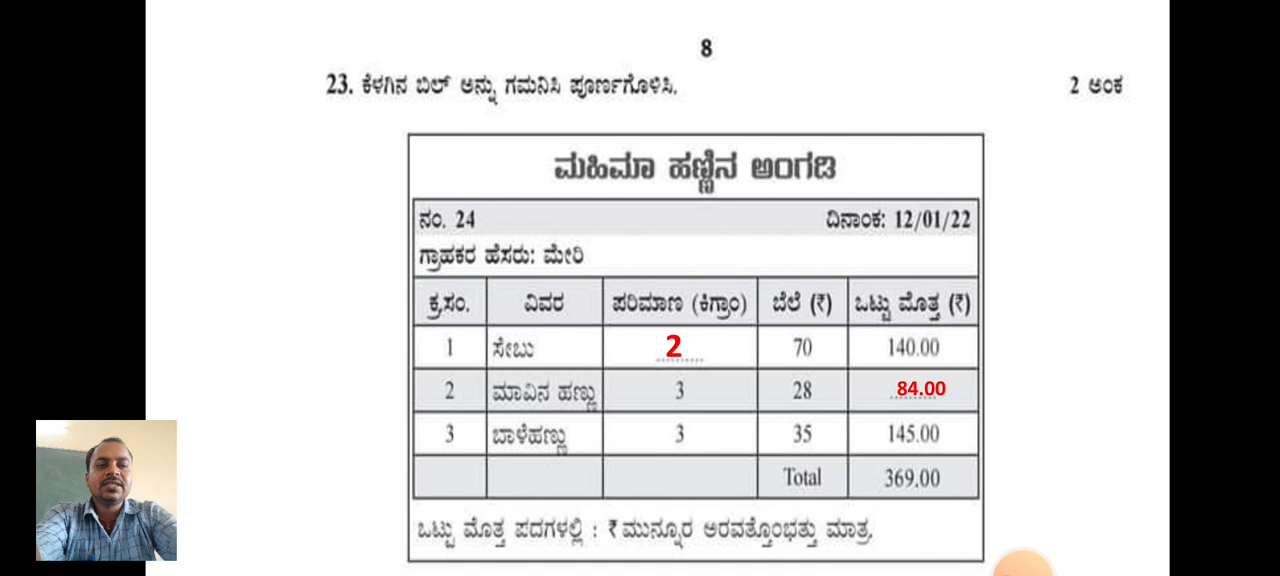 8
23. ಕೆಳಗಿನ ಬಿಲ್ ಅನ್ನು ಗಮನಿಸಿ ಪೂರ್ಣಗೊಳಿಸಿ. 2 ಅಂಕ
ಮಹಿಮಾ ಹಣ್ಣಿನ ಅಂಗಡಿ
ನಂ. 24 ದಿನಾಂಕ: 12/01/22
ಗ್ರಾಹಕರ ಹೆಸರು: ಮೇರಿ
ಕ್ರ.ಸಂ. ವಿವರ ಪರಿಮಾಣ (ಕಿಗ್ರಾಂ) ಬೆಲೆ (₹) ಒಟ್ಟು ಮೊತ್ತ (₹)
1 ಸೇಬು 2 70 140.00
2 ಮಾವಿನ ಹಣ್ಣು 3 28 84.00
3 ಬಾಳೆಹಣ್ಣು 3 35 145.00
Total 369.00
ಒಟ್ಟು ಮೊತ್ತ ಪದಗಳಲ್ಲಿ : ₹ ಮುನ್ನೂರ ಅರವತ್ತೊಂಭತ್ತು ಮಾತ್ರ.